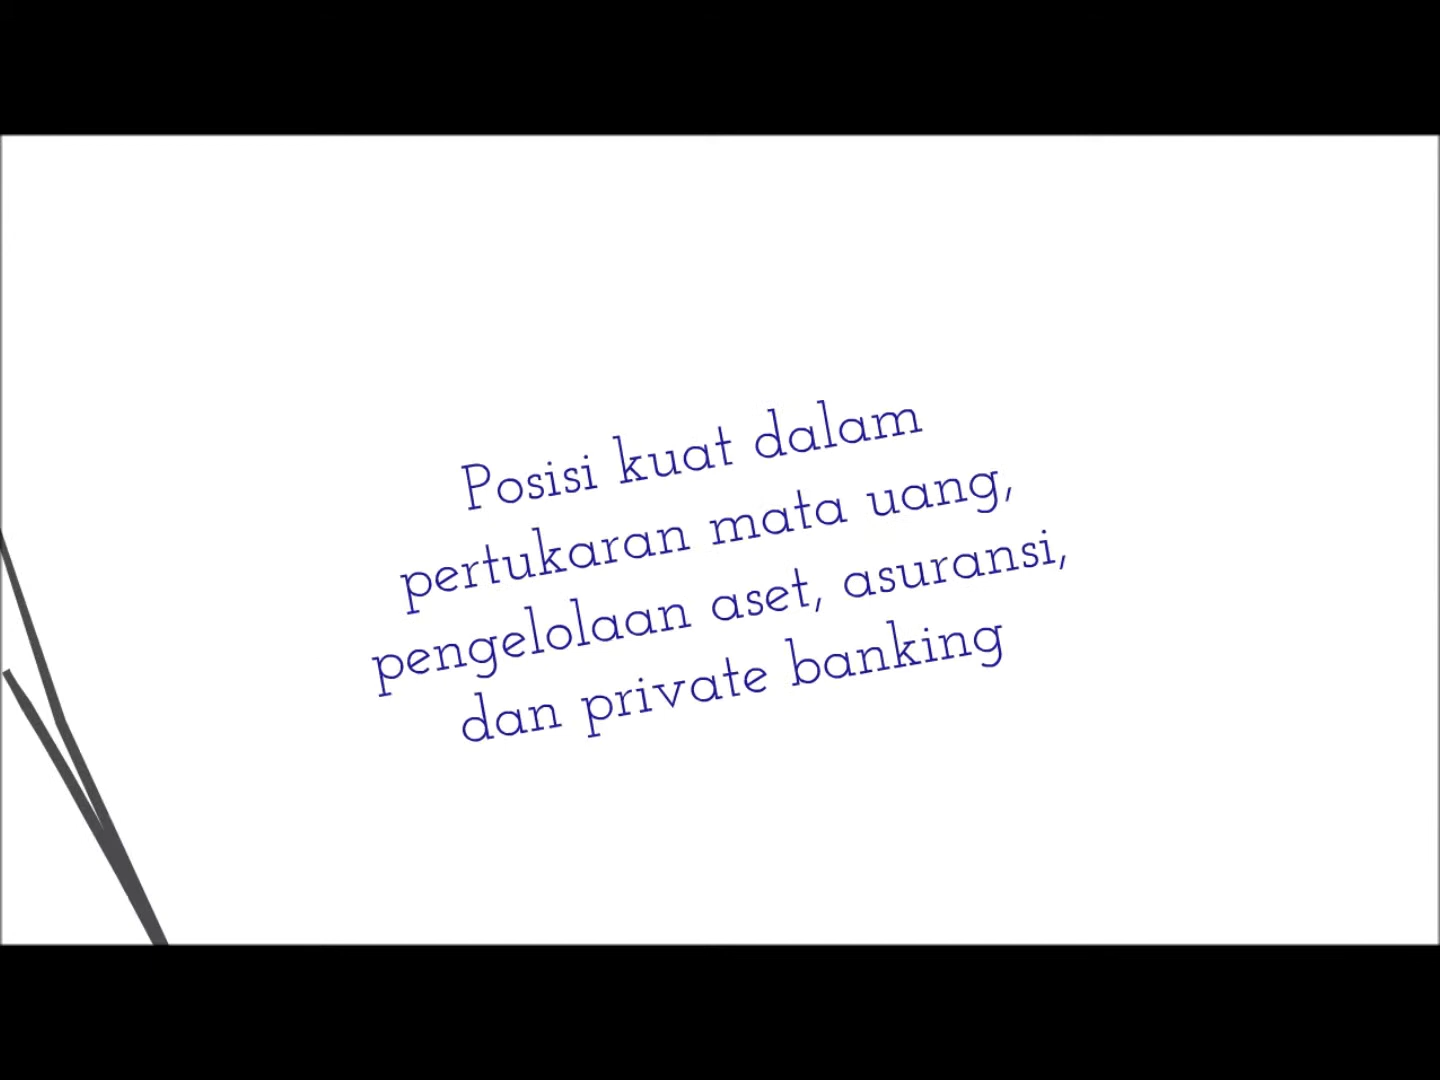 Posisi kuat dalam
pertukaran mata uang,
pengelolaan aset, asuransi,
dan private banking